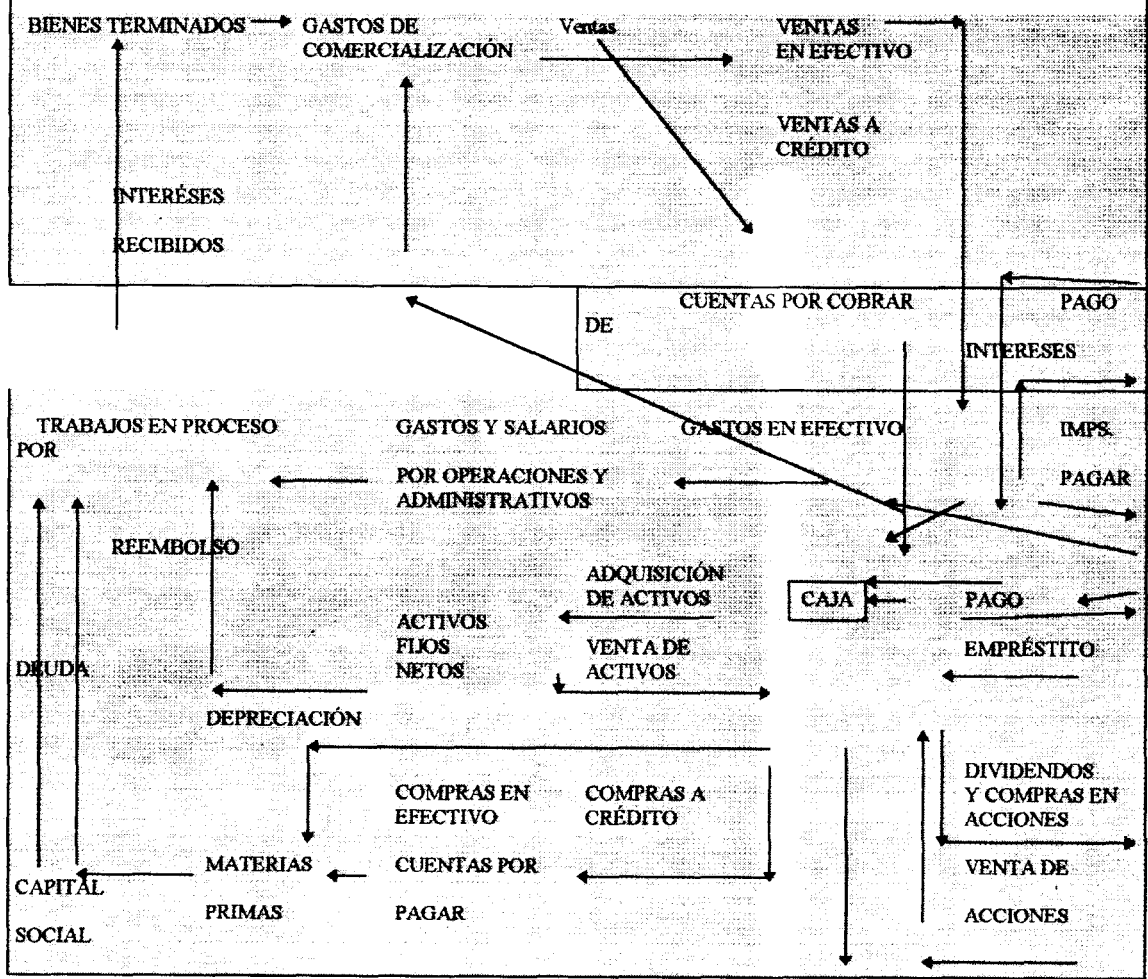 BIENES TERMINADOS
GASTOS DE
COMERCIALIZACIÓN
Ventas
VENTAS
EN EFECTIVO
VENTAS A
CRÉDITO
INTERÉSES
RECIBIDOS
CUENTAS POR COBRAR
PAGO
DE
INTERESES
TRABAJOS EN PROCESO
GASTOS Y SALARIOS
GASTOS EN EFECTIVO
IMPS.
POR
POR OPERACIONES Y
ADMINISTRATIVOS
PAGAR
REEMBOLSO
ADQUISICIÓN
DE ACTIVOS
CAJA
PAGO
ACTIVOS
FIJOS
NETOS
VENTA DE
ACTIVOS
EMPRÉSTITO
DEUDA
DEPRECIACIÓN
COMPRAS EN
EFECTIVO
COMPRAS A
CRÉDITO
DIVIDENDOS
Y COMPRAS EN
ACCIONES
MATERIAS
CUENTAS POR
VENTA DE
CAPITAL
PRIMAS
PAGAR
ACCIONES
SOCIAL